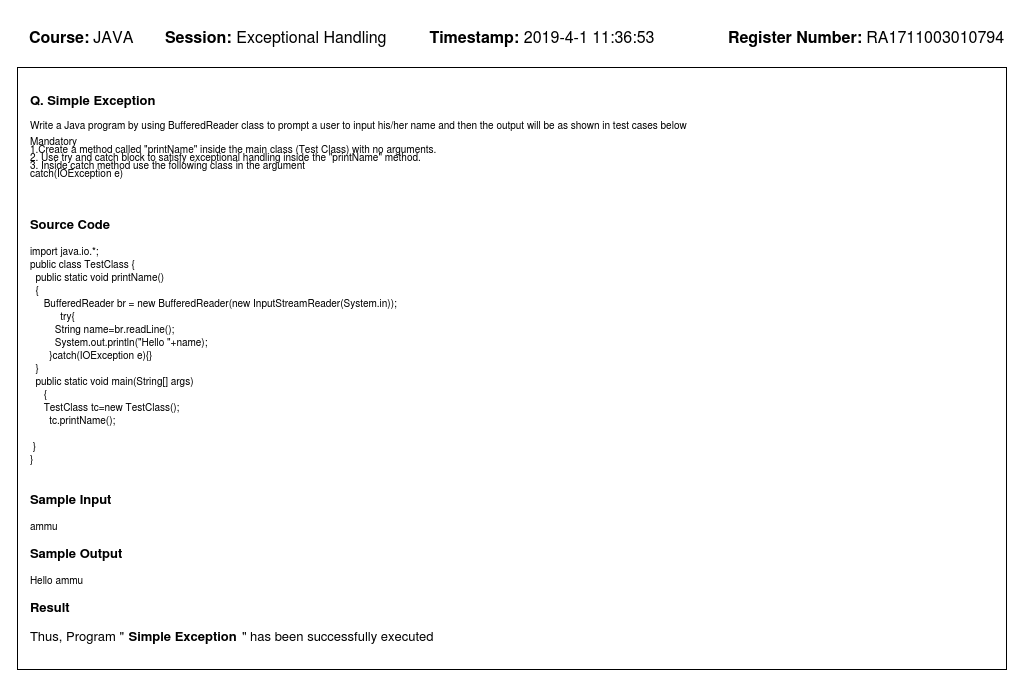 Course: JAVA Session: Exceptional Handling Timestamp: 2019-4-1 11:36:53 Register Number: RA1711003010794
Q. Simple Exception
Write a Java program by using BufferedReader class to prompt a user to input his/her name and then the output will be as shown in test cases below
Mandatory
1.Create a method called "printName" inside the main class (Test Class) with no arguments.
2. Use try and catch block to satisfy exceptional handling inside the "printName" method.
3. Inside catch method use the following class in the argument
catch(IOException e)
Source Code
import java.io.*;
public class TestClass {
public static void printName()
{
BufferedReader br = new BufferedReader(new InputStreamReader(System.in));
try{
String name=br.readLine();
System.out.println("Hello "+name);
}catch(IOException e){}
}
public static void main(String[] args)
{
TestClass tc=new TestClass();
tc.printName();
}
}
Sample Input
ammu
Sample Output
Hello ammu
Result
Thus, Program " Simple Exception " has been successfully executed